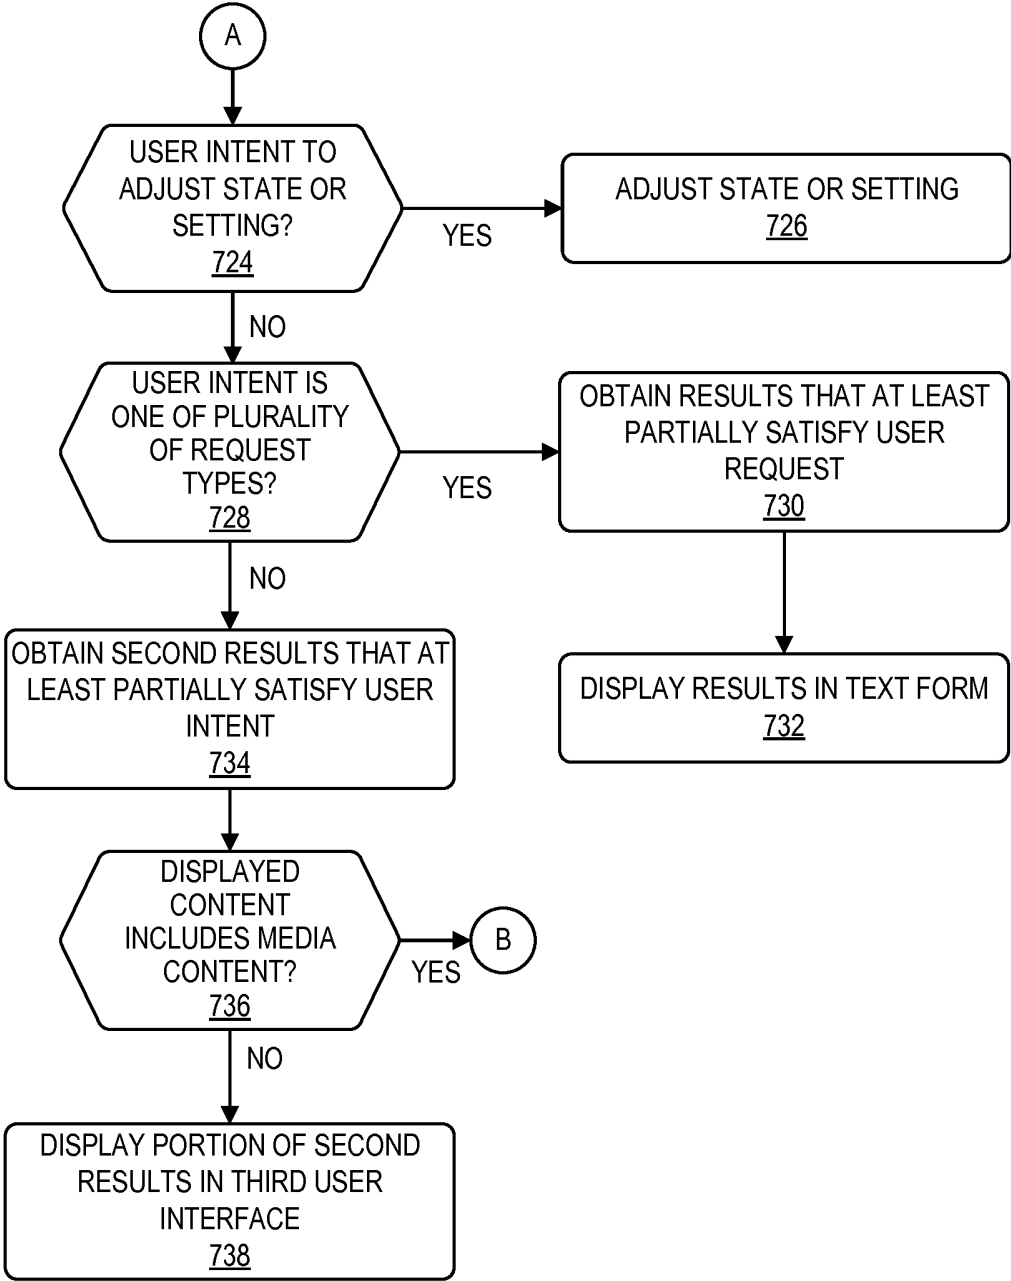 A
USER INTENT TO
ADJUST STATE OR
SETTING?
724
YES
ADJUST STATE OR SETTING
726
NO
USER INTENT IS
ONE OF PLURALITY
OF REQUEST
TYPES?
728
YES
OBTAIN RESULTS THAT AT LEAST
PARTIALLY SATISFY USER
REQUEST
730
NO
DISPLAY RESULTS IN TEXT FORM
732
OBTAIN SECOND RESULTS THAT AT
LEAST PARTIALLY SATISFY USER
INTENT
734
DISPLAYED
CONTENT
INCLUDES MEDIA
CONTENT?
736
YES
B
NO
DISPLAY PORTION OF SECOND
RESULTS IN THIRD USER
INTERFACE
738